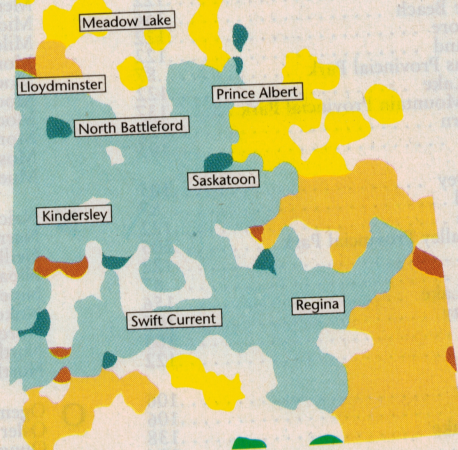 Meadow Lake
Lloydminster
Prince Albert
North Battleford
Saskatoon
Kindersley
Regina
Swift Current